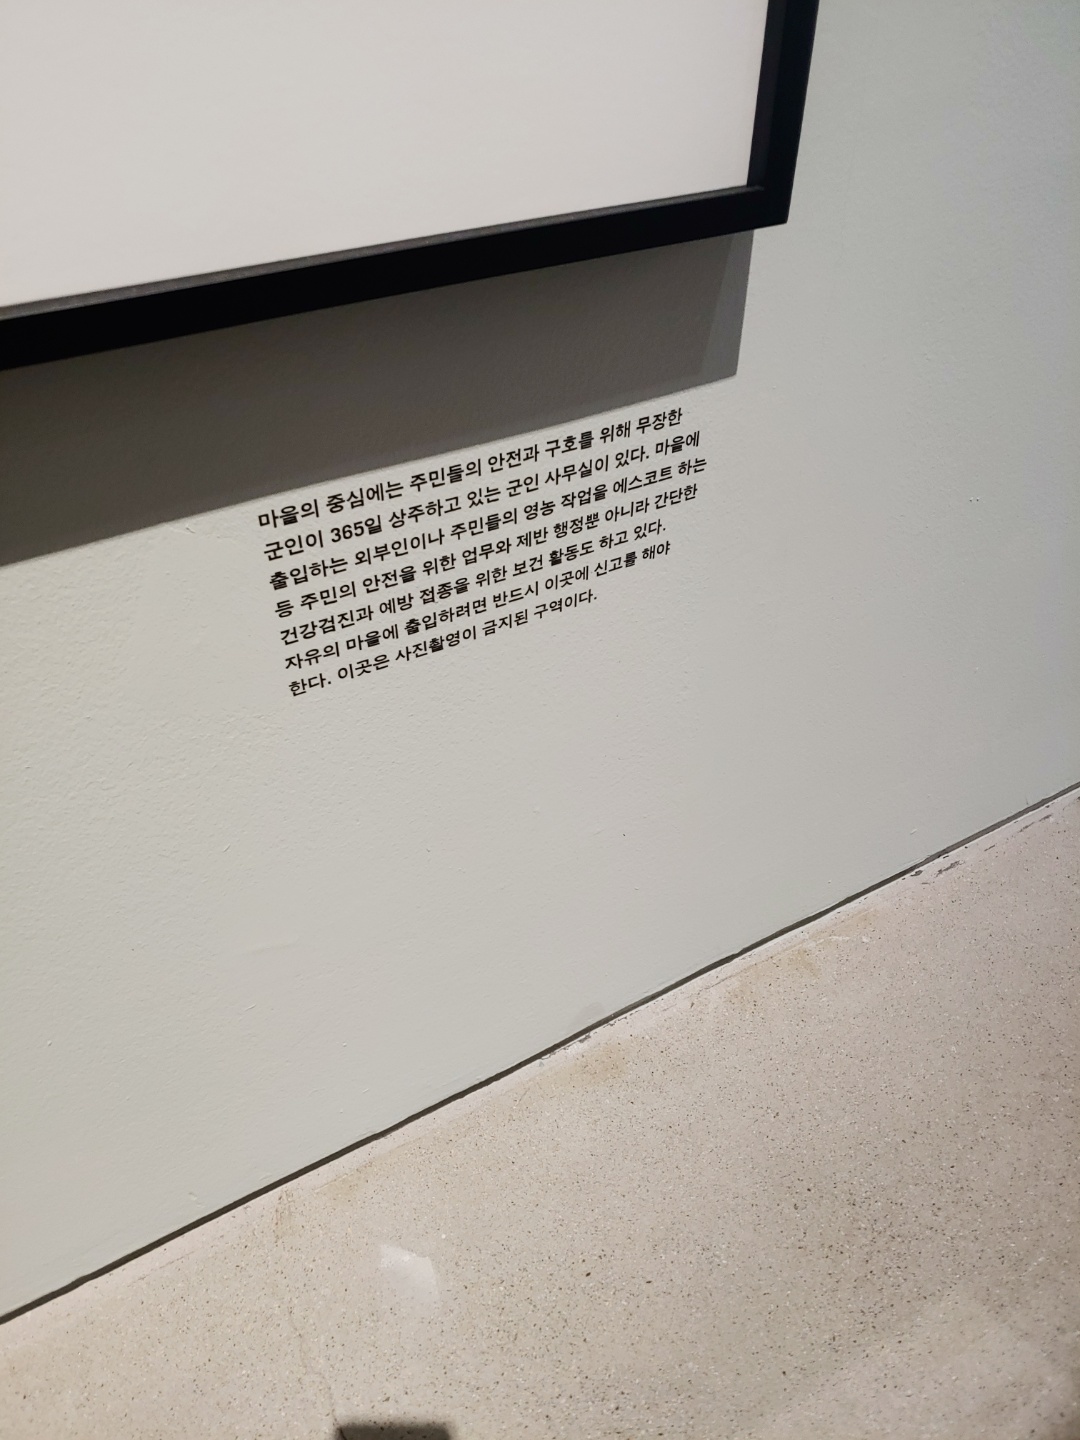 마을의 중심에는 주민들의 안전과 구호를 위해 무장한
군인이 365일 상주하고 있는 군인 사무실이 있다. 마을에
출입하는 외부인이나 주민들의 영농 작업을 에스코트 하는
등 주민의 안전을 위한 업무와 제반 행정뿐 아니라 간단한
건강검진과 예방 접종을 위한 보건 활동도 하고 있다.
자유의 마을에 출입하려면 반드시 이곳에 신고를 해야
한다. 이곳은 사진촬영이 금지된 구역이다.